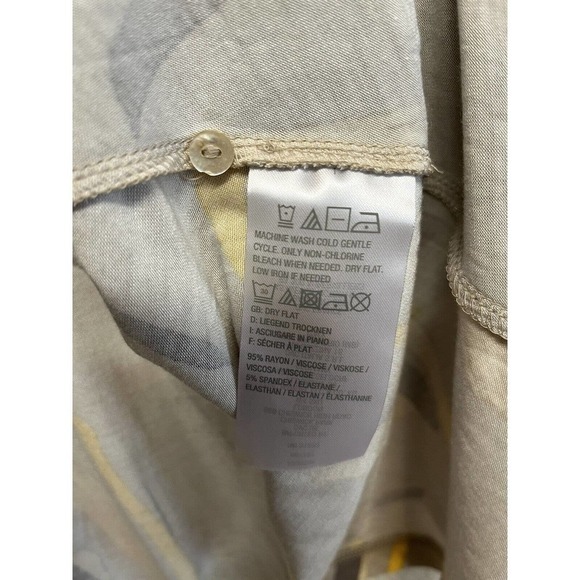 MACHINE WASH COLD GENTLE
CYCLE. ONLY NON-CHLORINE
BLEACH WHEN NEEDED. DRY FLAT.
LOW IRON IF NEEDED
30
GB: DRY FLAT
D: LIEGEND TROCKNEN
I: ASCIUGARE IN PIANO
F: SÉCHER À PLAT
95% RAYON / VISCOSE / VISKOSE /
VISCOSA / VISCOSE
5% SPANDEX / ELASTANE /
ELASTHAN / ELASTAN / ÉLASTHANNE